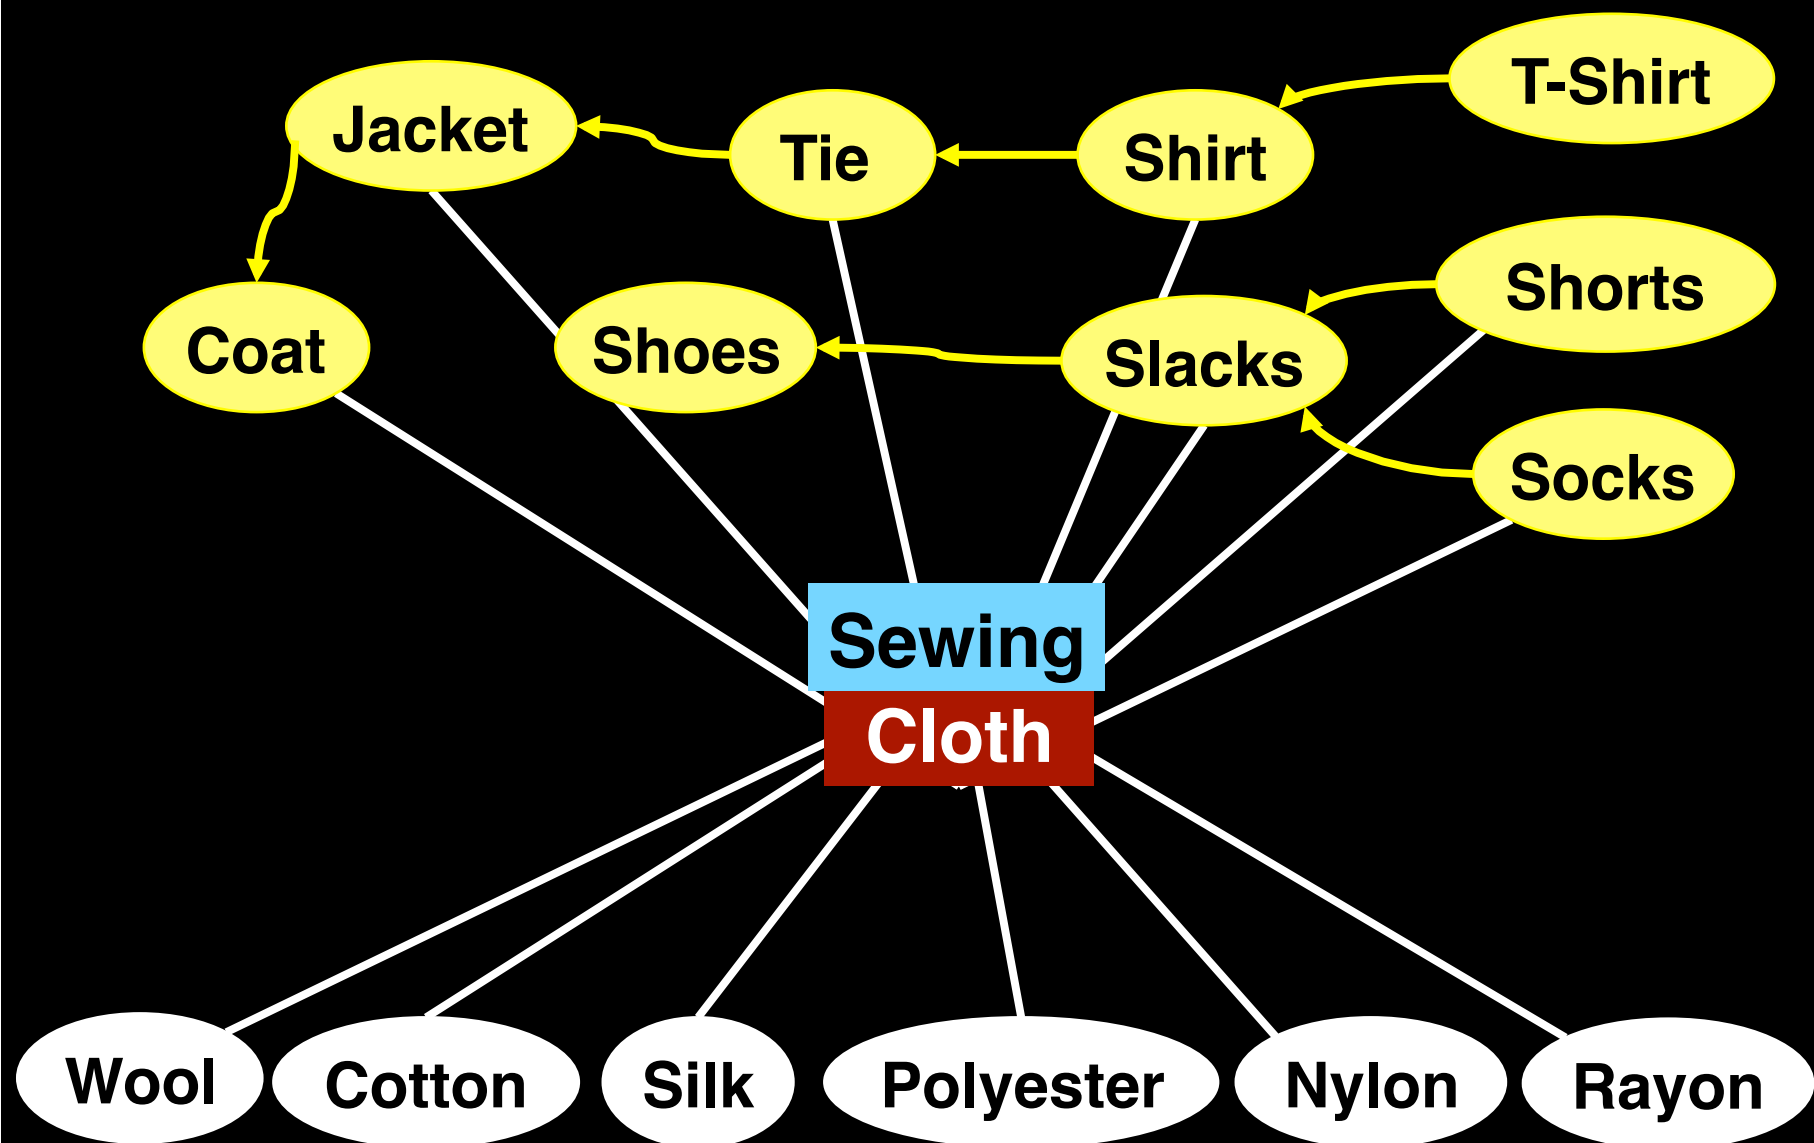 T-Shirt
Jacket
Tie
Shirt
Shorts
Coat
Shoes
Slacks
Socks
Sewing
Cloth
Wool
Cotton
Silk
Polyester
Nylon
Rayon